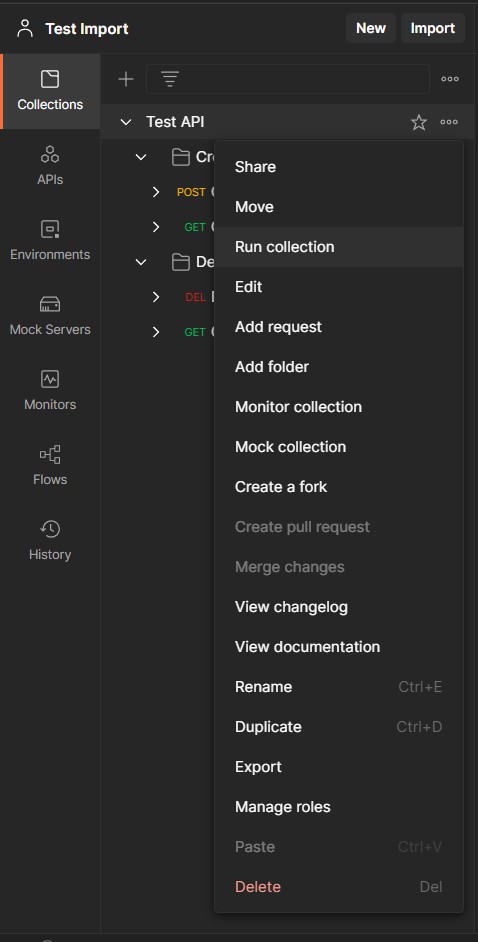 Test Import
New
Import
Collections
Test API
Share
Move
APIs
POST
Run collection
GET
Environments
Edit
DEL
Add request
Mock Servers
GET
Add folder
Monitors
Monitor collection
Mock collection
Flows
Create a fork
Create pull request
History
Merge changes
View changelog
View documentation
Rename Ctrl+E
Duplicate Ctrl+D
Export
Manage roles
Paste Ctrl+V
Delete Del